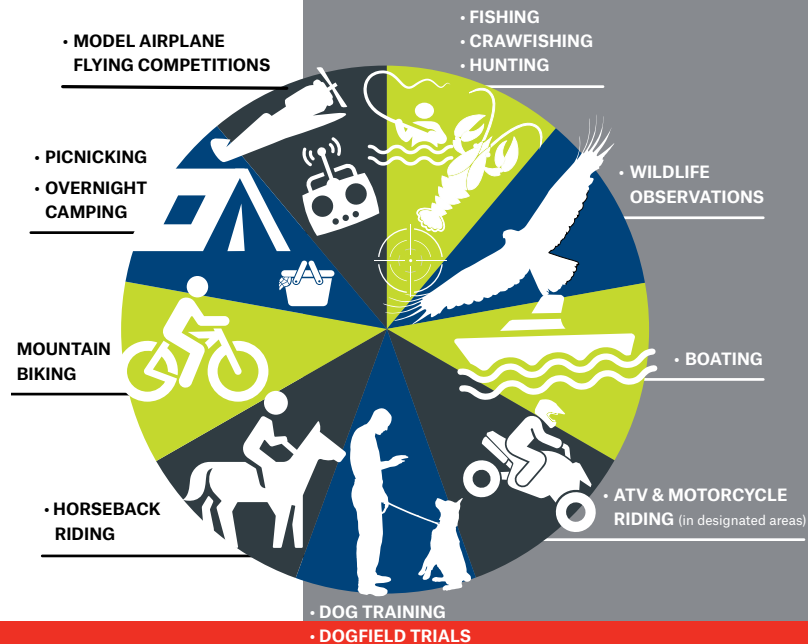 • MODEL AIRPLANE
FLYING COMPETITIONS
• FISHING
• CRAWFISHING
• HUNTING
• PICNICKING
• OVERNIGHT
CAMPING
• WILDLIFE
OBSERVATIONS
MOUNTAIN
BIKING
• BOATING
• HORSEBACK
RIDING
• ATV & MOTORCYCLE
RIDING (in designated areas)
• DOG TRAINING
• DOGFIELD TRIALS